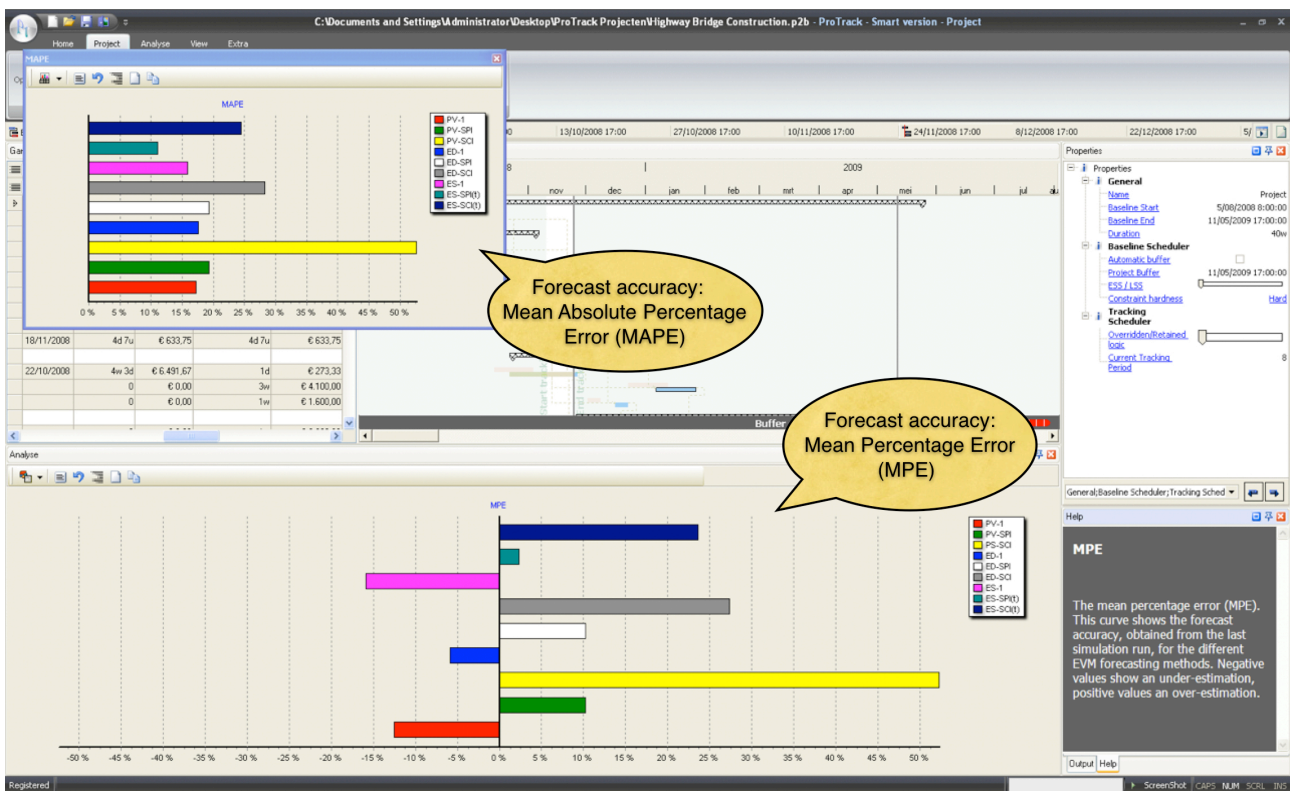 C:\Documents and Settings\Administrator\Desktop\ProTrack Projecten\Highway Bridge Construction.p2b - ProTrack - Smart version - Project
Home Project Analyse View Extra
MAPE
MAPE
PV-1
PV-SPI
PV-SCI
ED-1
ED-SPI
ED-SCI
ES-1
ES-SPI(t)
ES-SCI(t)
0 % 5 % 10 % 15 % 20 % 25 % 30 % 35 % 40 % 45 % 50 %
13/10/2008 17:00 27/10/2008 17:00 10/11/2008 17:00 24/11/2008 17:00 8/12/2008 17:00 22/12/2008 17:00 5/
2009
nov dec jan feb mrt apr mei jun jul
Forecast accuracy:
Mean Absolute Percentage
Error (MAPE)
18/11/2008 4d 7u € 633,75 4d 7u € 633,75
22/10/2008 4w 3d € 6.491,67 1d € 273,33
0 € 0,00 3w € 4.100,00
0 € 0,00 1w € 1.600,00
Start track
Buffer
Forecast accuracy:
Mean Percentage Error
(MPE)
Properties
Properties
General
Name Project
Baseline Start 5/08/2008 8:00:00
Baseline End 11/05/2009 17:00:00
Duration 40w
Baseline Scheduler
Automatic buffer
Project Buffer 11/05/2009 17:00:00
ESS / LSS
Constraint hardness Hard
Tracking
Scheduler
Overridden/Retained
logic
Current Tracking 8
Period
General;Baseline Scheduler;Tracking Sched
Analyse
MPE
PV-1
PV-SPI
PS-SCI
ED-1
ED-SPI
ED-SCI
ES-1
ES-SPI(t)
ES-SCI(t)
-50 % -45 % -40 % -35 % -30 % -25 % -20 % -15 % -10 % -5 % 0 % 5 % 10 % 15 % 20 % 25 % 30 % 35 % 40 % 45 % 50 %
Help
MPE
The mean percentage error (MPE).
This curve shows the forecast
accuracy, obtained from the last
simulation run, for the different
EVM forecasting methods. Negative
values show an under-estimation,
positive values an over-estimation.
Output Help
Registered
ScreenShot CAPS NUM SCRL INS